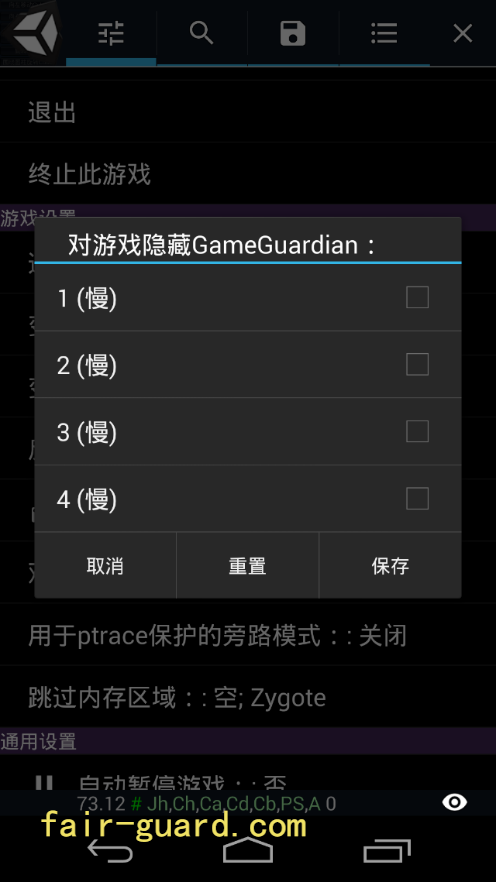 退出
终止此游戏
游戏设置
对游戏隐藏GameGuardian：
1 (慢)
2 (慢)
3 (慢)
4 (慢)
取消 重置 保存
用于ptrace保护的旁路模式：: 关闭
跳过内存区域：: 空; Zygote
通用设置
自动暂停游戏：: 否
73.12 # Jh,Ch,Ca,Cd,Cb,PS,A 0
fair-guard.com